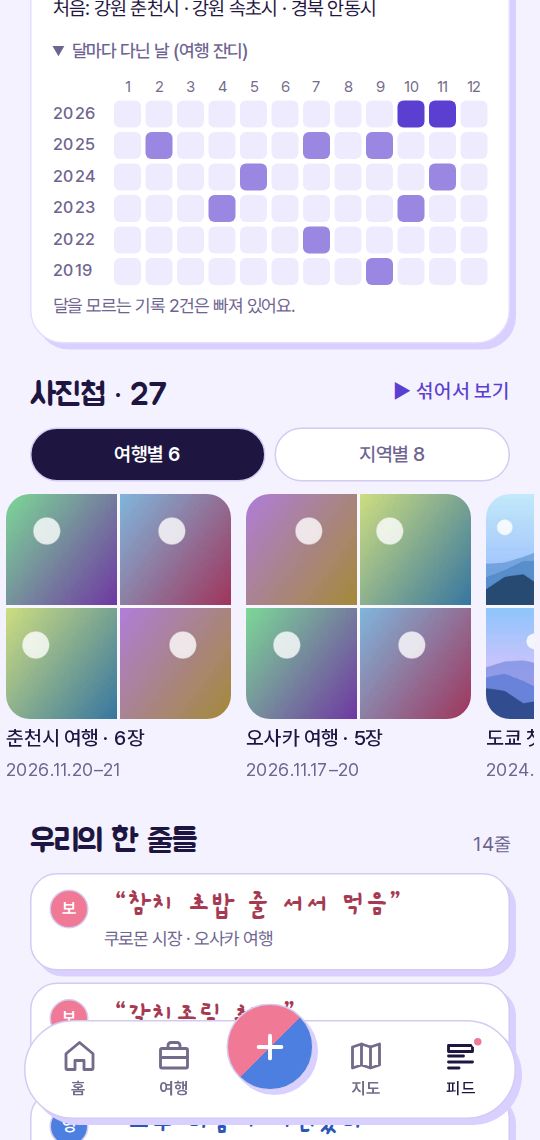 처음: 강원 춘천시 · 강원 속초시 · 경북 안동시
▼ 달마다 다닌 날 (여행 잔디)
1 2 3 4 5 6 7 8 9 10 11 12
2026
2025
2024
2023
2022
2019
달을 모르는 기록 2건은 빠져 있어요.
사진첩 · 27
▶ 섞어서 보기
여행별 6
지역별 8
춘천시 여행 · 6장
2026.11.20–21
오사카 여행 · 5장
2026.11.17–20
도쿄
2024.
우리의 한 줄들
14줄
보
“참치 초밥 줄 서서 먹음”
쿠로몬 시장 · 오사카 여행
보
“갈치조림
홈
여행
지도
피드